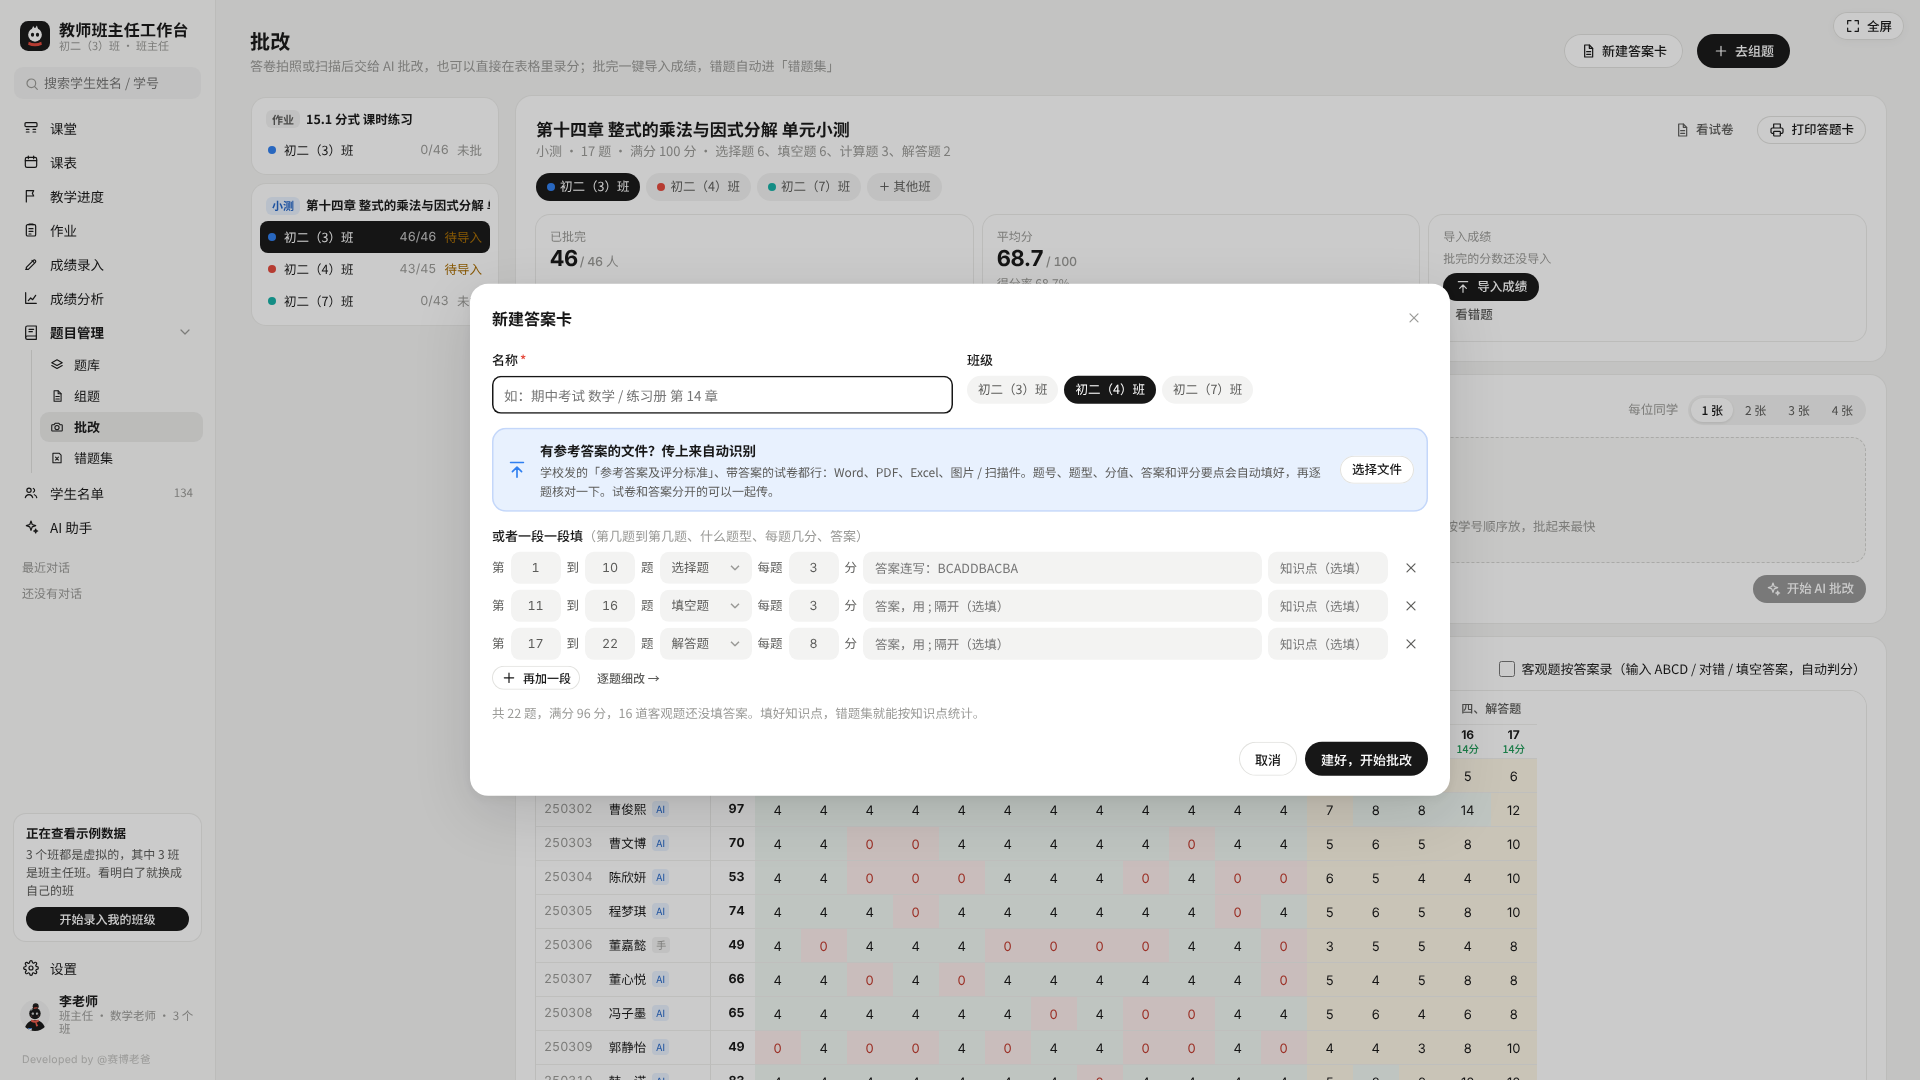 教师班主任工作台
初二（3）班 · 班主任
搜索学生姓名 / 学号
课堂
课表
教学进度
作业
成绩录入
成绩分析
题目管理
题库
组题
批改
错题集
学生名单 134
AI 助手
最近对话
还没有对话
正在查看示例数据
3 个班都是虚拟的，其中 3 班
是班主任班。看明白了就换成
自己的班
开始录入我的班级
设置
李老师
班主任 · 数学老师 · 3 个
班
Developed by @赛博老爸
批改
答卷拍照或扫描后交给 AI 批改，也可以直接在表格里录分；批完一键导入成绩，错题自动进「错题集」
新建答案卡
去组题
全屏
作业 15.1 分式 课时练习
初二（3）班 0/46 未批
小测 第十四章 整式的乘法与因式分解
初二（3）班 46/46 待导入
初二（4）班 43/45 待导入
初二（7）班 0/43 未
第十四章 整式的乘法与因式分解 单元小测
小测 · 17 题 · 满分 100 分 · 选择题 6、填空题 6、计算题 3、解答题 2
看试卷
打印答题卡
初二（3）班 初二（4）班 初二（7）班 + 其他班
已批完
46 / 46 人
平均分
68.7 / 100
得分率 68.7%
导入成绩
批完的分数还没导入
导入成绩
看错题
新建答案卡
名称 *
如：期中考试 数学 / 练习册 第 14 章
班级
初二（3）班 初二（4）班 初二（7）班
有参考答案的文件？传上来自动识别
学校发的「参考答案及评分标准」、带答案的试卷都行：Word、PDF、Excel、图片 / 扫描件。题号、题型、分值、答案和评分要点会自动填好，再逐
题核对一下。试卷和答案分开的可以一起传。
选择文件
或者一段一段填（第几题到第几题、什么题型、每题几分、答案）
第 1 到 10 题 选择题 每题 3 分 答案连写：BCADDBACBA 知识点（选填）
第 11 到 16 题 填空题 每题 3 分 答案，用 ; 隔开（选填） 知识点（选填）
第 17 到 22 题 解答题 每题 8 分 答案，用 ; 隔开（选填） 知识点（选填）
再加一段
逐题细改 →
共 22 题，满分 96 分，16 道客观题还没填答案。填好知识点，错题集就能按知识点统计。
取消
建好，开始批改
每位同学 1 张 2 张 3 张 4 张
按学号顺序放，批起来最快
开始 AI 批改
客观题按答案录（输入 ABCD / 对错 / 填空答案，自动判分）
四、解答题
16 17
14分 14分
5 6
250302 曹俊熙 AI 97 4 4 4 4 4 4 4 4 4 4 4 4 7 8 8 14 12
250303 曹文博 AI 70 4 4 0 0 4 4 4 4 4 0 4 4 5 6 5 8 10
250304 陈欣妍 AI 53 4 4 0 0 0 4 4 4 0 4 0 0 6 5 4 4 10
250305 程梦琪 AI 74 4 4 4 0 4 4 4 4 4 4 0 4 5 6 5 8 10
250306 董嘉懿 手 49 4 0 4 4 4 0 0 0 0 4 4 0 3 5 5 4 8
250307 董心悦 AI 66 4 4 0 4 0 4 4 4 4 4 4 0 5 4 5 8 8
250308 冯子墨 AI 65 4 4 4 4 4 4 0 4 0 0 4 4 5 6 4 6 8
250309 郭静怡 AI 49 0 4 0 0 4 0 4 4 0 0 4 0 4 4 3 8 10